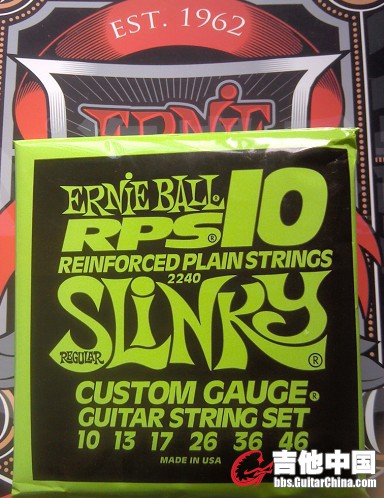 EST. 1962
ERNIE
ERNIE BALL®
RPS® 10
REINFORCED PLAIN STRINGS
2240
REGULAR SLINKY®
CUSTOM GAUGE®
GUITAR STRING SET
10 13 17 26 36 46
MADE IN USA
吉他中国
bbs.GuitarChina.com